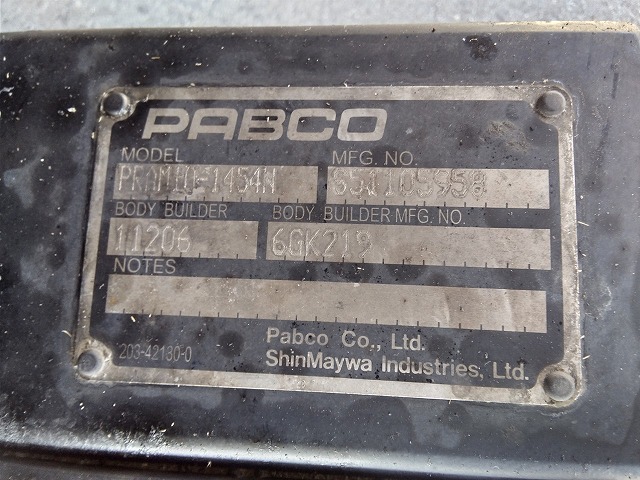 PABCO
MODEL MFG. NO.
BODY BUILDER BODY BUILDER MFG. NO.
11206 6GK219
NOTES
203-42130-0
Pabco Co., Ltd.
ShinMaywa Industries, Ltd.